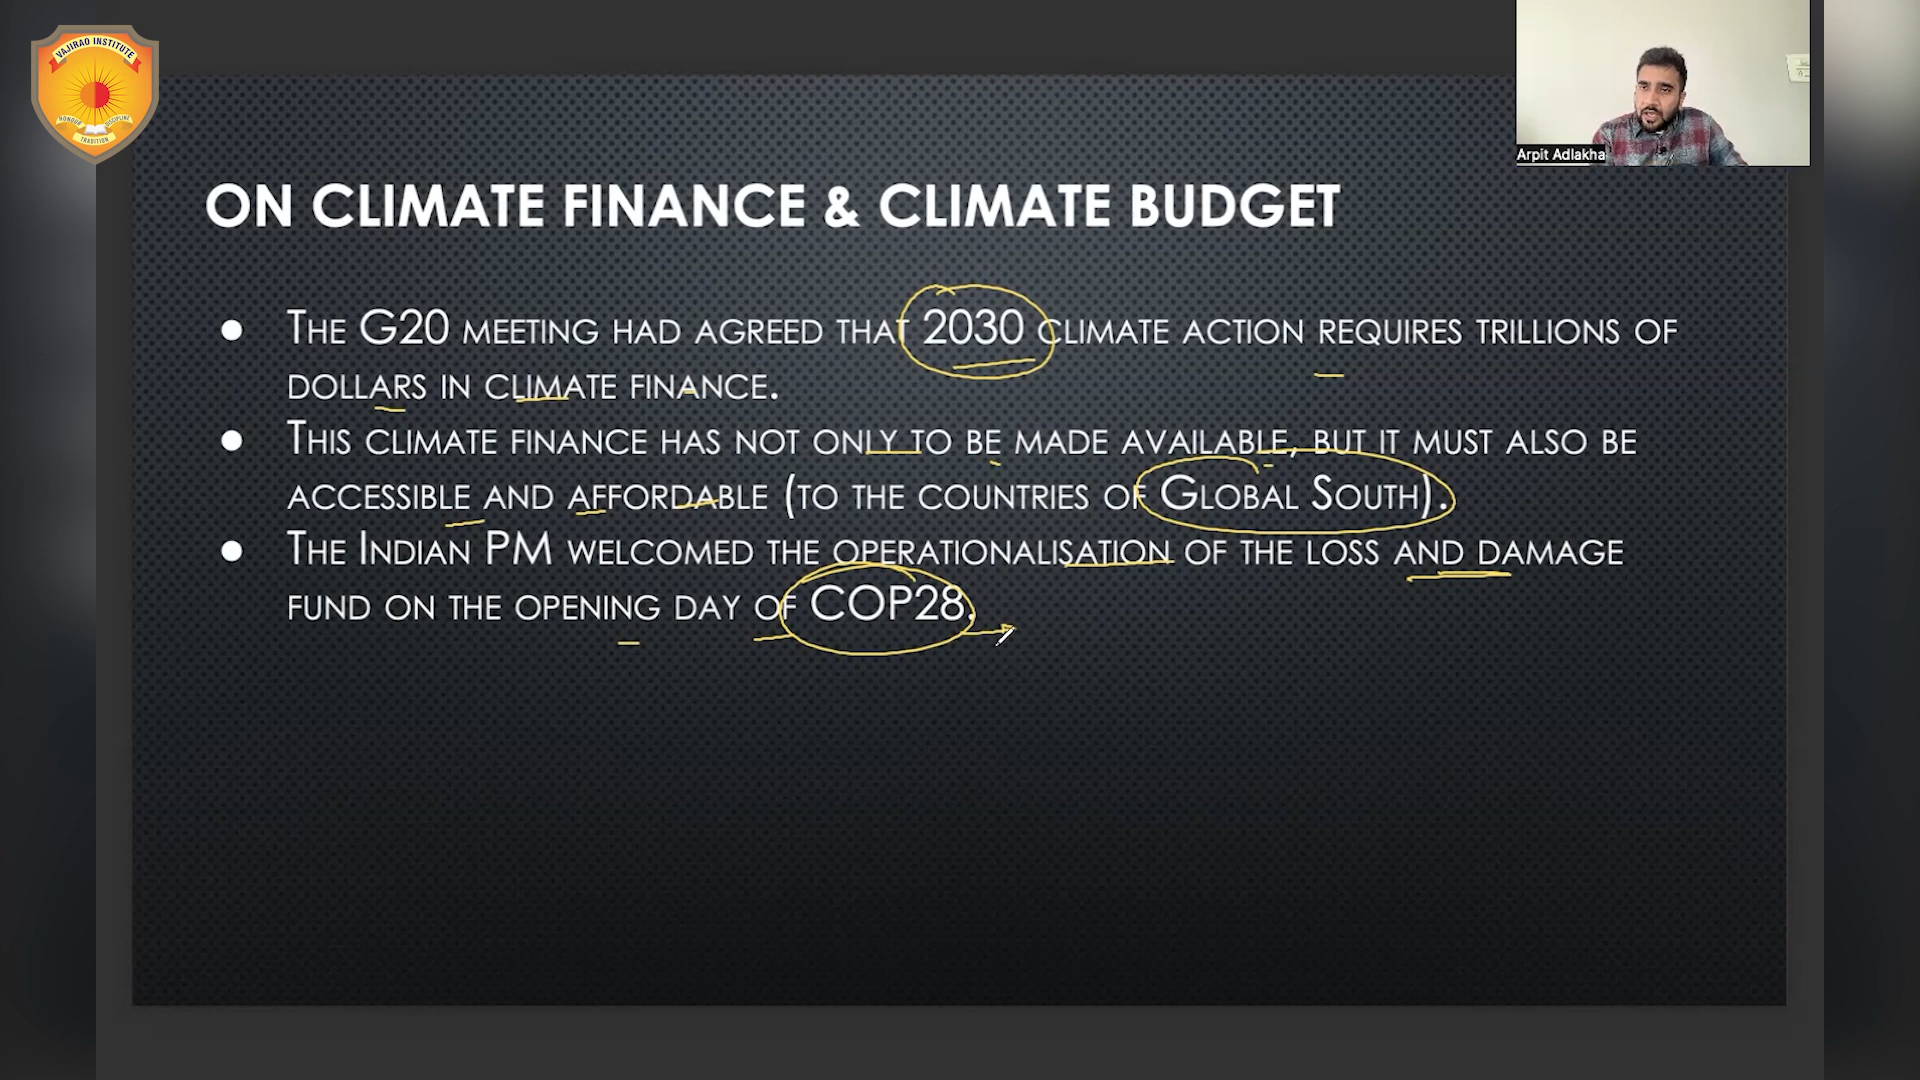 VAJIRAO INSTITUTE
HONOUR
DISCIPLINE
TRADITION
Arpit Adlakha
ON CLIMATE FINANCE & CLIMATE BUDGET
● THE G20 MEETING HAD AGREED THAT 2030 CLIMATE ACTION REQUIRES TRILLIONS OF
DOLLARS IN CLIMATE FINANCE.
● THIS CLIMATE FINANCE HAS NOT ONLY TO BE MADE AVAILABLE, BUT IT MUST ALSO BE
ACCESSIBLE AND AFFORDABLE (TO THE COUNTRIES OF GLOBAL SOUTH).
● THE INDIAN PM WELCOMED THE OPERATIONALISATION OF THE LOSS AND DAMAGE
FUND ON THE OPENING DAY OF COP28.